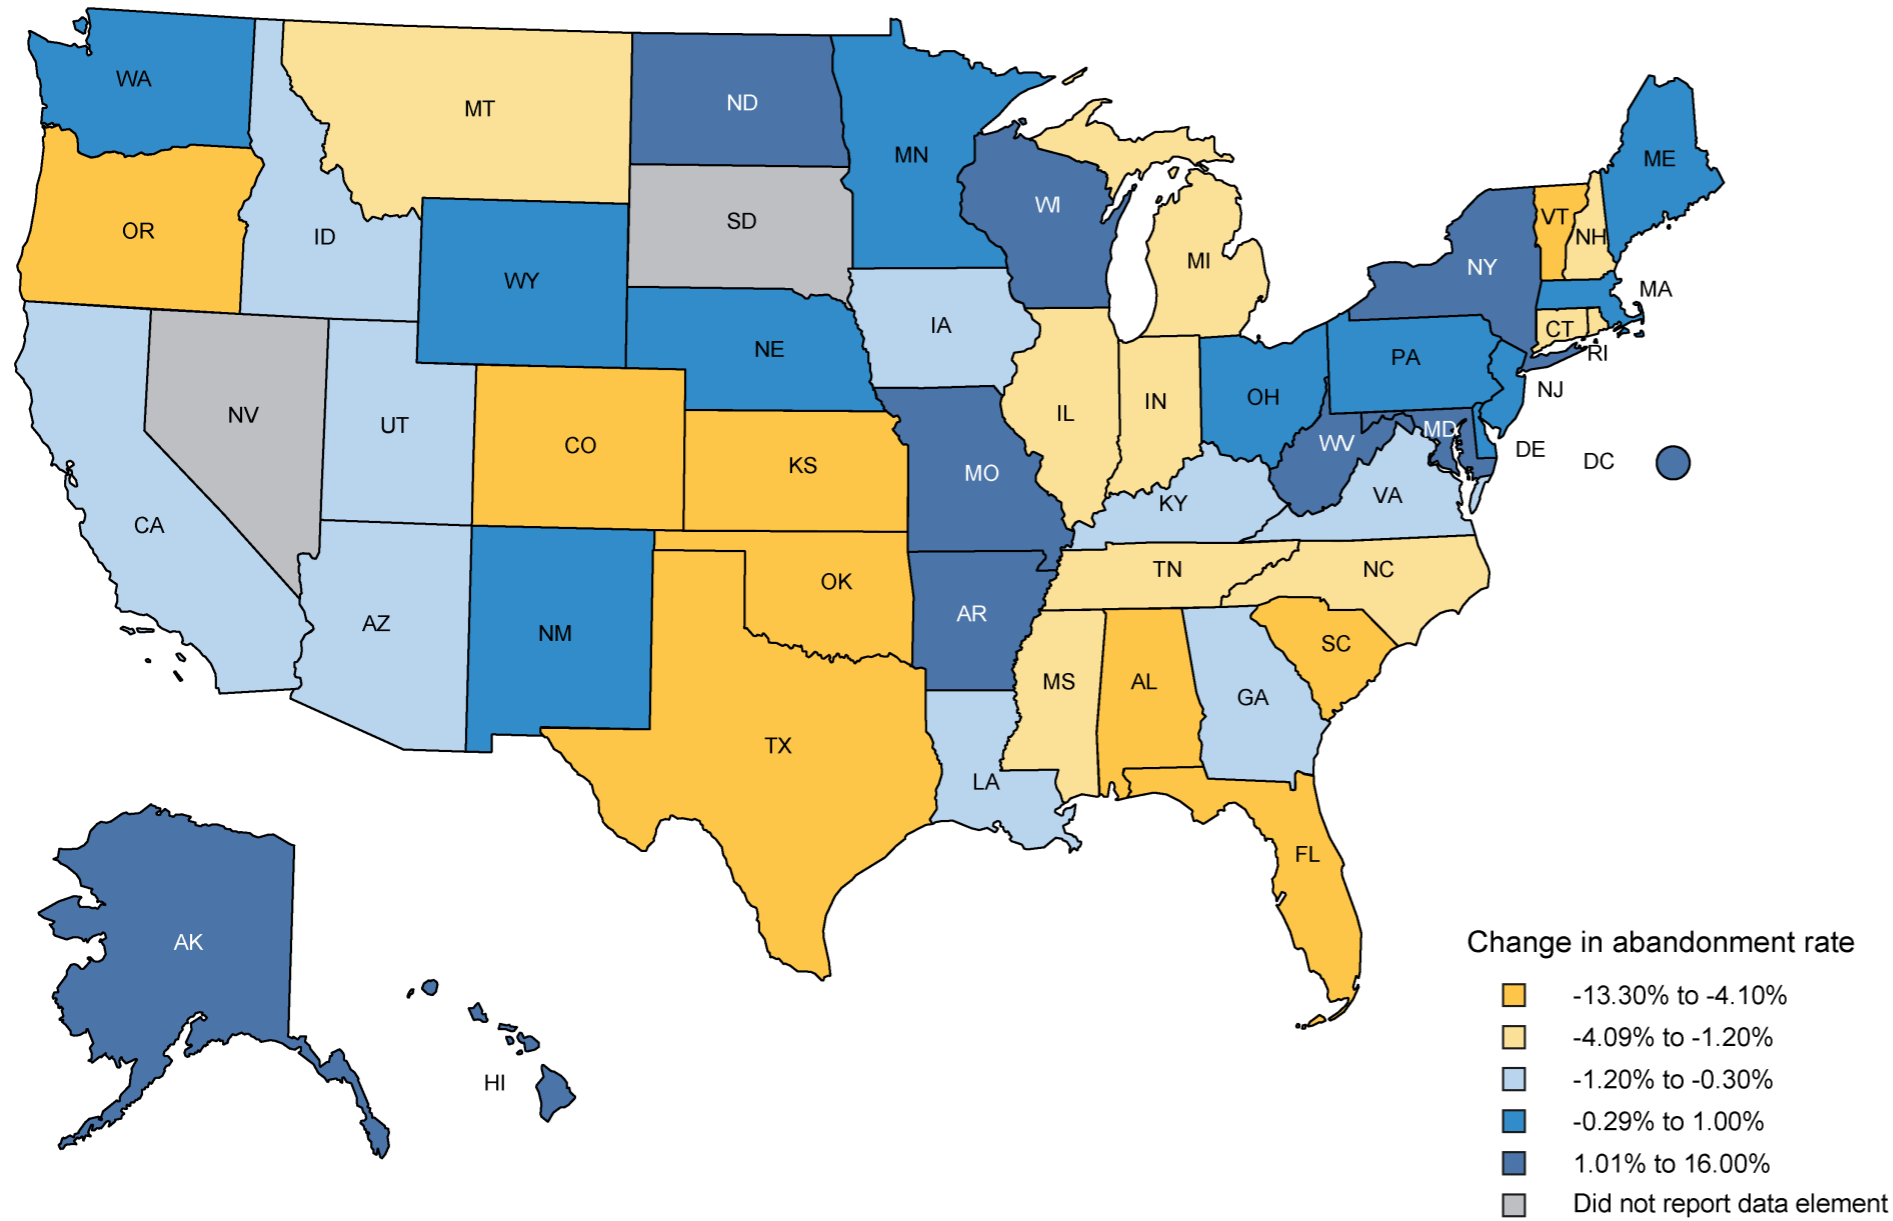 WA
MT
ND
MN
ME
OR
ID
SD
WI
VT
NH
MI
NY
WY
MA
IA
CT
NE
RI
PA
NJ
NV
UT
CO
IL
IN
OH
KS
MO
WV
MD
DE
DC
CA
KY
VA
AZ
NM
OK
AR
TN
NC
SC
MS
AL
GA
TX
LA
FL
AK
HI
Change in abandonment rate
-13.30% to -4.10%
-4.09% to -1.20%
-1.20% to -0.30%
-0.29% to 1.00%
1.01% to 16.00%
Did not report data element